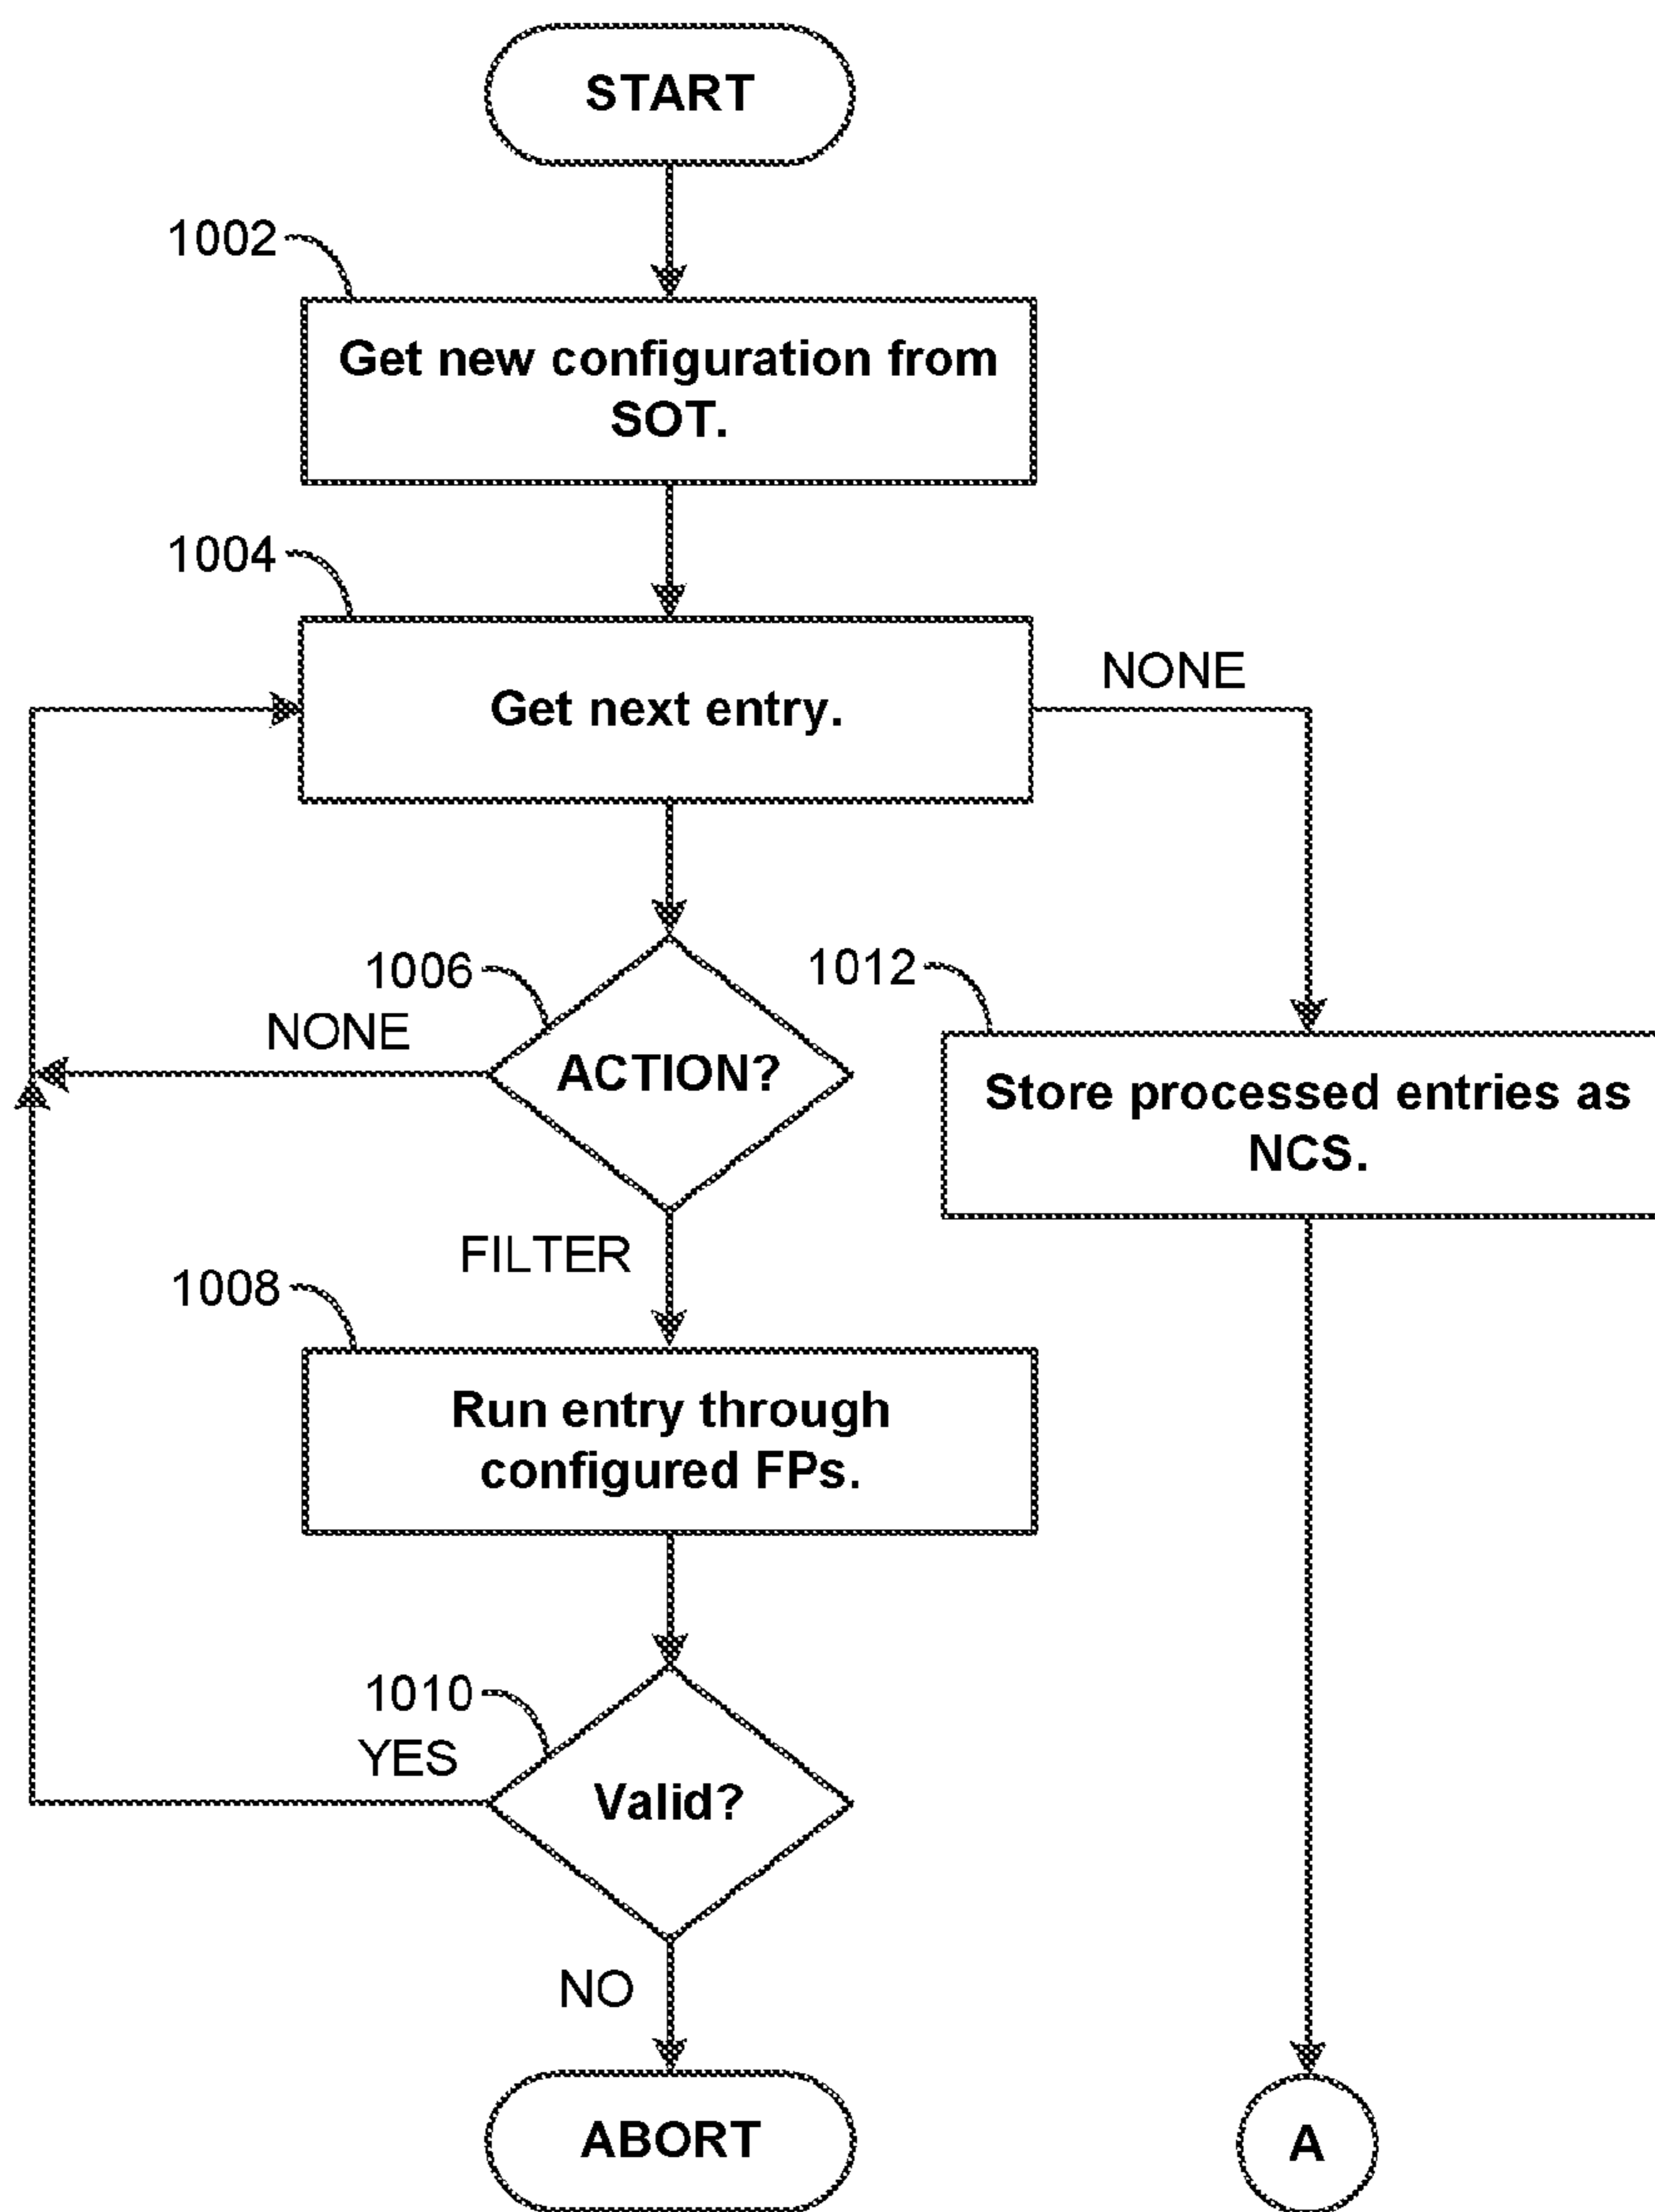 START
1002
Get new configuration from
SOT.
1004
Get next entry.
NONE
1006
NONE
ACTION?
1012
Store processed entries as
NCS.
FILTER
1008
Run entry through
configured FPs.
1010
YES
Valid?
NO
ABORT
A